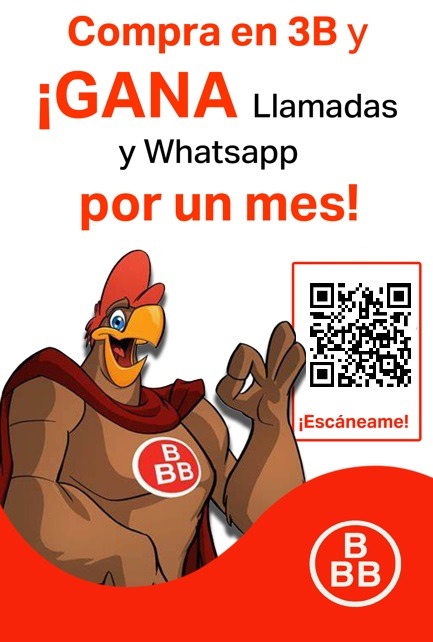 Compra en 3B y
¡GANA Llamadas
y Whatsapp
por un mes!
¡Escáneame!
B
BB
B
BB